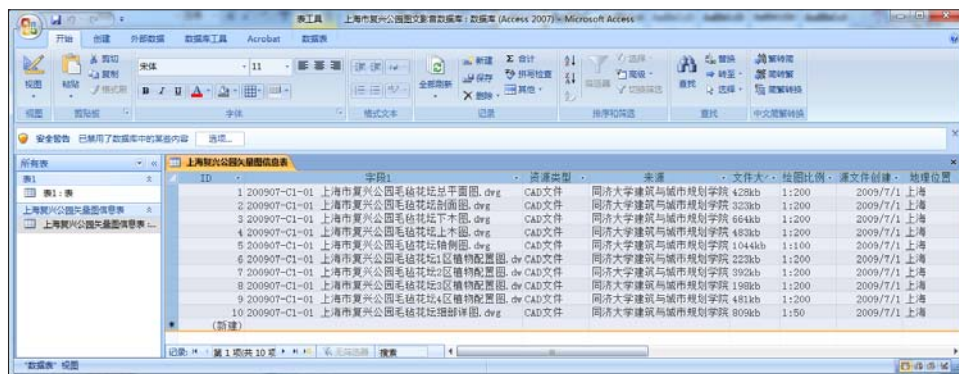 表工具 上海市复兴公园图文影音数据库：数据库 (Access 2007) - Microsoft Access
开始 创建 外部数据 数据库工具 Acrobat 数据表
视图 粘贴 剪切 复制 格式刷 宋体 11 全部刷新 新建 保存 删除 合计 拼写检查 其他 筛选器 选择 高级 切换筛选 查找 替换 转至 选择 繁转简 简转繁 简繁转换
视图 剪贴板 字体 格式文本 记录 排序和筛选 查找 中文简繁转换
安全警告 已禁用了数据库中的某些内容 选项...
所有表 上海复兴公园矢量图信息表
表1 ID 字段1 资源类型 来源 文件大小 绘图比例 源文件创建 地理位置
表1：表
上海复兴公园矢量图信息表
上海复兴公园矢量图信息表：...
1 200907-C1-01 上海市复兴公园毛毡花坛总平面图.dwg CAD文件 同济大学建筑与城市规划学院 428kb 1:200 2009/7/1 上海
2 200907-C1-01 上海市复兴公园毛毡花坛剖面图.dwg CAD文件 同济大学建筑与城市规划学院 323kb 1:200 2009/7/1 上海
3 200907-C1-01 上海市复兴公园毛毡花坛下木图.dwg CAD文件 同济大学建筑与城市规划学院 664kb 1:200 2009/7/1 上海
4 200907-C1-01 上海市复兴公园毛毡花坛上木图.dwg CAD文件 同济大学建筑与城市规划学院 483kb 1:200 2009/7/1 上海
5 200907-C1-01 上海市复兴公园毛毡花坛轴侧图.dwg CAD文件 同济大学建筑与城市规划学院 1044kb 1:100 2009/7/1 上海
6 200907-C1-01 上海市复兴公园毛毡花坛1区植物配置图.dw CAD文件 同济大学建筑与城市规划学院 223kb 1:200 2009/7/1 上海
7 200907-C1-01 上海市复兴公园毛毡花坛2区植物配置图.dw CAD文件 同济大学建筑与城市规划学院 392kb 1:200 2009/7/1 上海
8 200907-C1-01 上海市复兴公园毛毡花坛3区植物配置图.dw CAD文件 同济大学建筑与城市规划学院 198kb 1:200 2009/7/1 上海
9 200907-C1-01 上海市复兴公园毛毡花坛4区植物配置图.dw CAD文件 同济大学建筑与城市规划学院 481kb 1:200 2009/7/1 上海
10 200907-C1-01 上海市复兴公园毛毡花坛细部详图.dwg CAD文件 同济大学建筑与城市规划学院 809kb 1:50 2009/7/1 上海
(新建)
记录: 第 1 项(共 10 项) 无筛选器 搜索
“数据表”视图